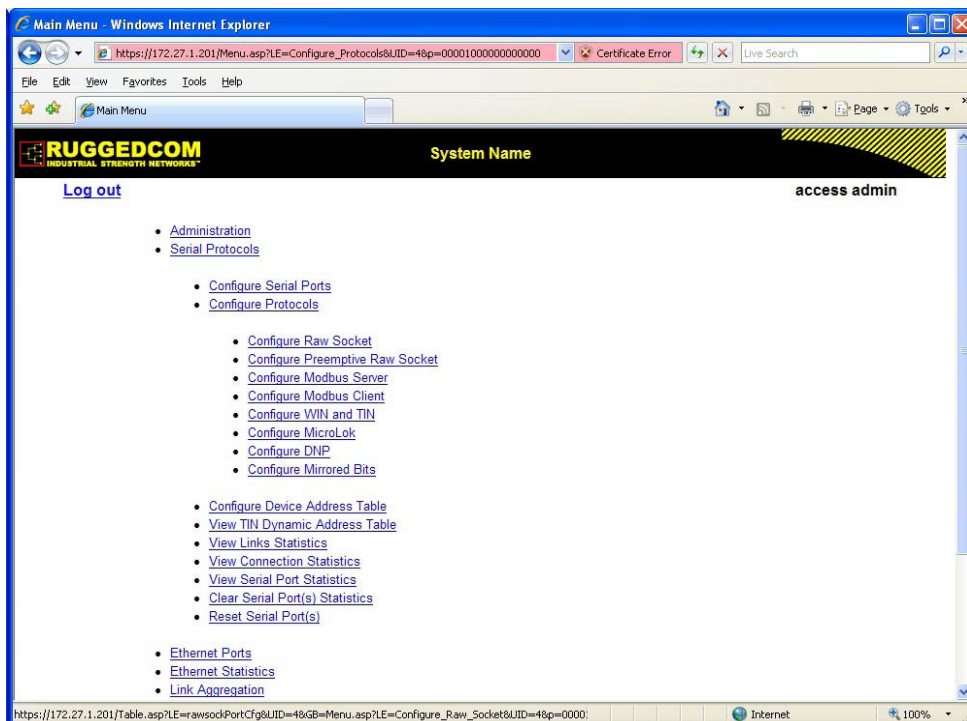 Main Menu - Windows Internet Explorer
https://172.27.1.201/Menu.asp?LE=Configure_Protocols&UID=4&p=00001000000000000
Certificate Error
Live Search
File Edit View Favorites Tools Help
Main Menu
Page
Tools
»
RUGGEDCOM
INDUSTRIAL STRENGTH NETWORKS™
System Name
Log out
access admin
Administration
Serial Protocols
Configure Serial Ports
Configure Protocols
Configure Raw Socket
Configure Preemptive Raw Socket
Configure Modbus Server
Configure Modbus Client
Configure WIN and TIN
Configure MicroLok
Configure DNP
Configure Mirrored Bits
Configure Device Address Table
View TIN Dynamic Address Table
View Links Statistics
View Connection Statistics
View Serial Port Statistics
Clear Serial Port(s) Statistics
Reset Serial Port(s)
Ethernet Ports
Ethernet Statistics
Link Aggregation
https://172.27.1.201/Table.asp?LE=rawsockPortCfg&UID=4&GB=Menu.asp?LE=Configure_Raw_Socket&UID=4&p=0000
Internet
100%